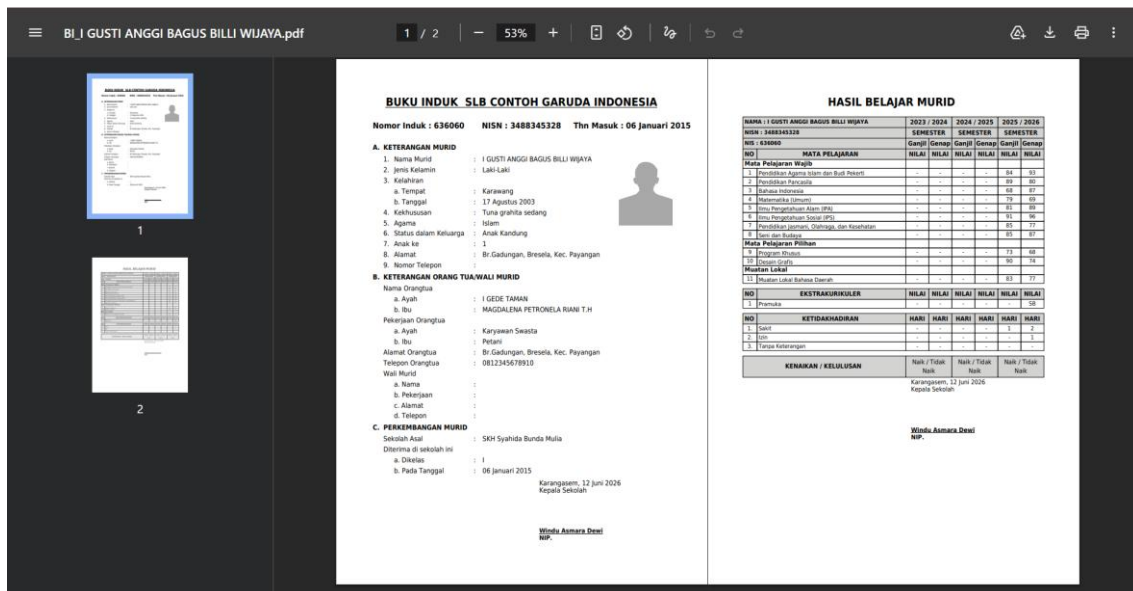 BI_I GUSTI ANGGI BAGUS BILLI WIJAYA.pdf
1 / 2
53%
1
2
BUKU INDUK SLB CONTOH GARUDA INDONESIA
Nomor Induk : 636060 NISN : 3488345328 Thn Masuk : 06 Januari 2015
A. KETERANGAN MURID
1. Nama Murid : I GUSTI ANGGI BAGUS BILLI WIJAYA
2. Jenis Kelamin : Laki-Laki
3. Kelahiran
a. Tempat : Karawang
b. Tanggal : 17 Agustus 2003
4. Kekhususan : Tuna grahita sedang
5. Agama : Islam
6. Status dalam Keluarga : Anak Kandung
7. Anak ke : 1
8. Alamat : Br.Gadungan, Bresela, Kec. Payangan
9. Nomor Telepon :
B. KETERANGAN ORANG TUA/WALI MURID
Nama Orangtua
a. Ayah : I GEDE TAMAN
b. Ibu : MAGDALENA PETRONELA RIANI T.H
Pekerjaan Orangtua
a. Ayah : Karyawan Swasta
b. Ibu : Petani
Alamat Orangtua : Br.Gadungan, Bresela, Kec. Payangan
Telepon Orangtua : 0812345678910
Wali Murid
a. Nama :
b. Pekerjaan :
c. Alamat :
d. Telepon :
C. PERKEMBANGAN MURID
Sekolah Asal : SKH Syahida Bunda Mulia
Diterima di sekolah ini
a. Dikelas : I
b. Pada Tanggal : 06 Januari 2015
Karangasem, 12 Juni 2026
Kepala Sekolah
Windu Asmara Dewi
NIP.
HASIL BELAJAR MURID
NAMA : I GUSTI ANGGI BAGUS BILLI WIJAYA 2023 / 2024 2024 / 2025 2025 / 2026
NISN : 3488345328 SEMESTER SEMESTER SEMESTER
NIS : 636060 Ganjil Genap Ganjil Genap Ganjil Genap
NO MATA PELAJARAN NILAI NILAI NILAI NILAI NILAI NILAI
Mata Pelajaran Wajib
1 Pendidikan Agama Islam dan Budi Pekerti - - - - 84 93
2 Pendidikan Pancasila - - - - 89 80
3 Bahasa Indonesia - - - - 68 87
4 Matematika (Umum) - - - - 79 69
5 Ilmu Pengetahuan Alam (IPA) - - - - 81 89
6 Ilmu Pengetahuan Sosial (IPS) - - - - 91 96
7 Pendidikan Jasmani, Olahraga, dan Kesehatan - - - - 85 77
8 Seni dan Budaya - - - - 85 87
Mata Pelajaran Pilihan
9 Program Khusus - - - - 73 68
10 Desain Grafis - - - - 90 74
Muatan Lokal
11 Muatan Lokal Bahasa Daerah - - - - 83 77
NO EKSTRAKURIKULER NILAI NILAI NILAI NILAI NILAI NILAI
1 Pramuka - - - - - SB
NO KETIDAKHADIRAN HARI HARI HARI HARI HARI HARI
1. Sakit - - - - 1 2
2. Izin - - - - - 1
3. Tanpa Keterangan - - - - - -
KENAIKAN / KELULUSAN Naik / Tidak Naik Naik / Tidak Naik Naik / Tidak Naik
Karangasem, 12 Juni 2026
Kepala Sekolah
Windu Asmara Dewi
NIP.